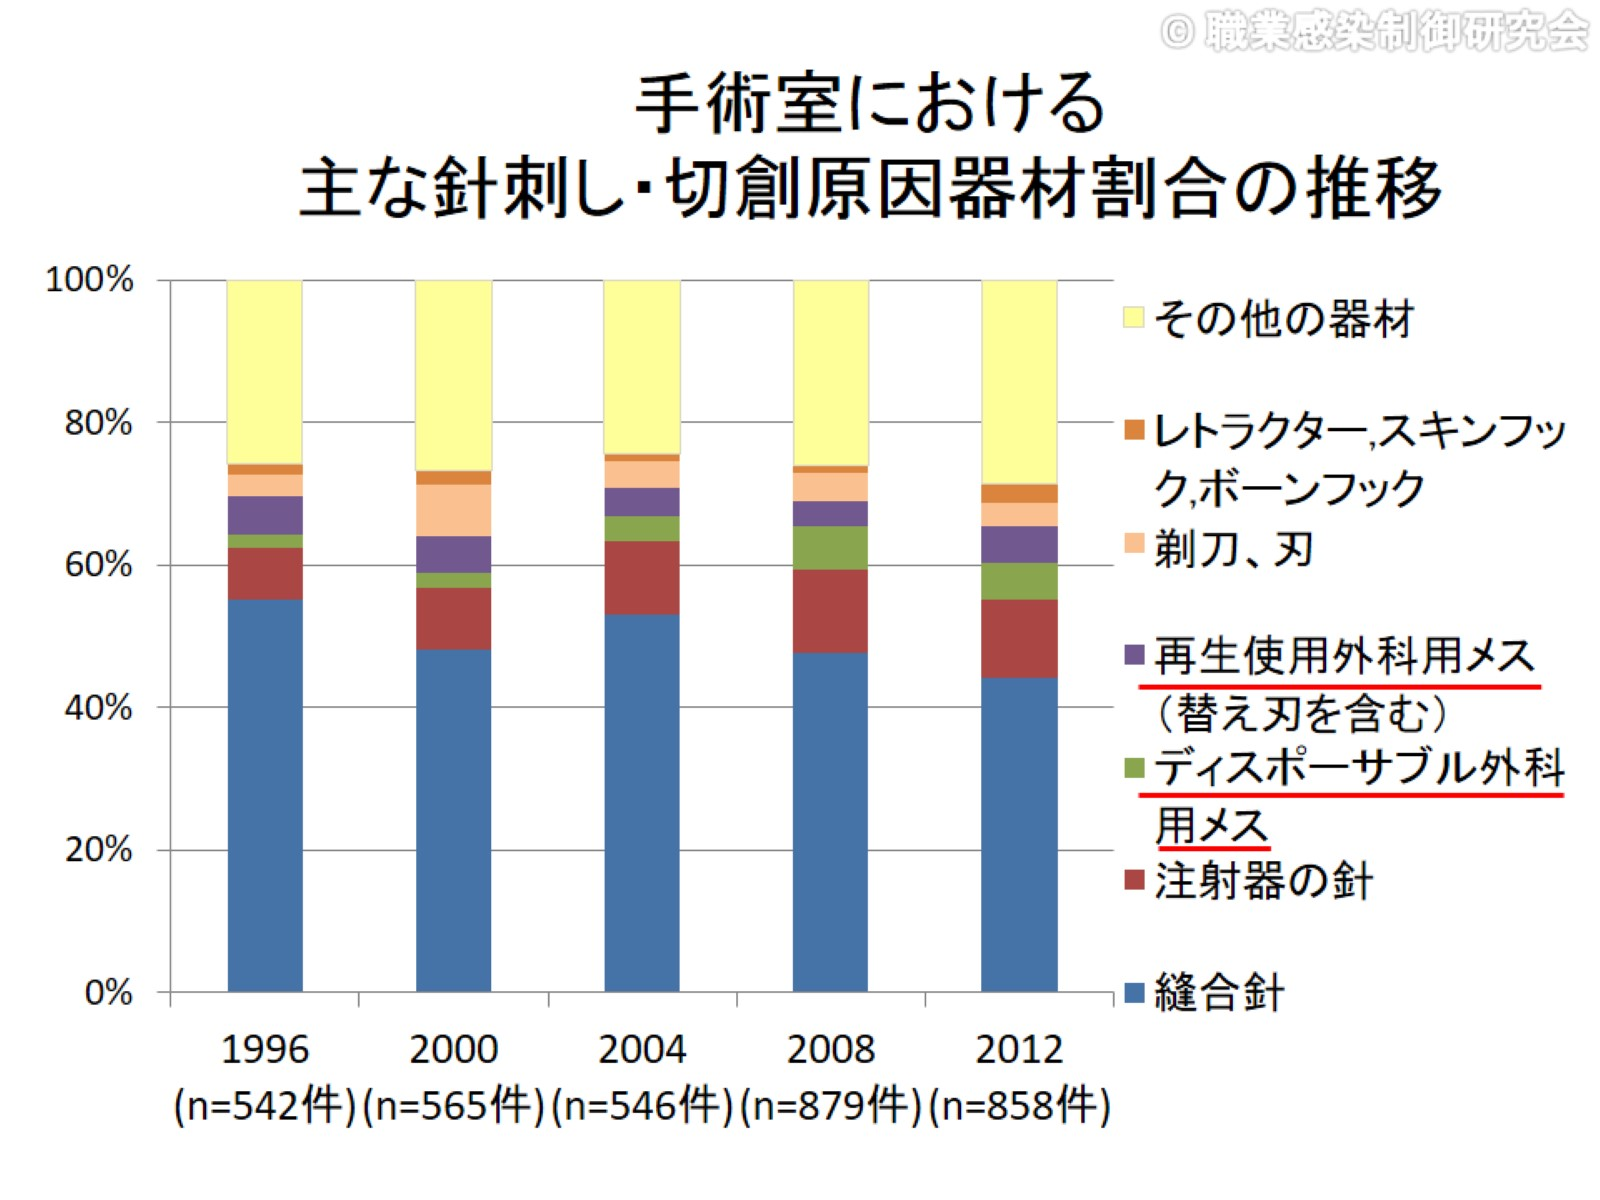 © 職業感染制御研究会
手術室における
主な針刺し・切創原因器材割合の推移
100%
80%
60%
40%
20%
0%
1996
2000
2004
2008
2012
(n=542件)
(n=565件)
(n=546件)
(n=879件)
(n=858件)
その他の器材
レトラクター,スキンフッ
ク,ボーンフック
剃刀、刃
再生使用外科用メス
（替え刃を含む）
ディスポーサブル外科
用メス
注射器の針
縫合針